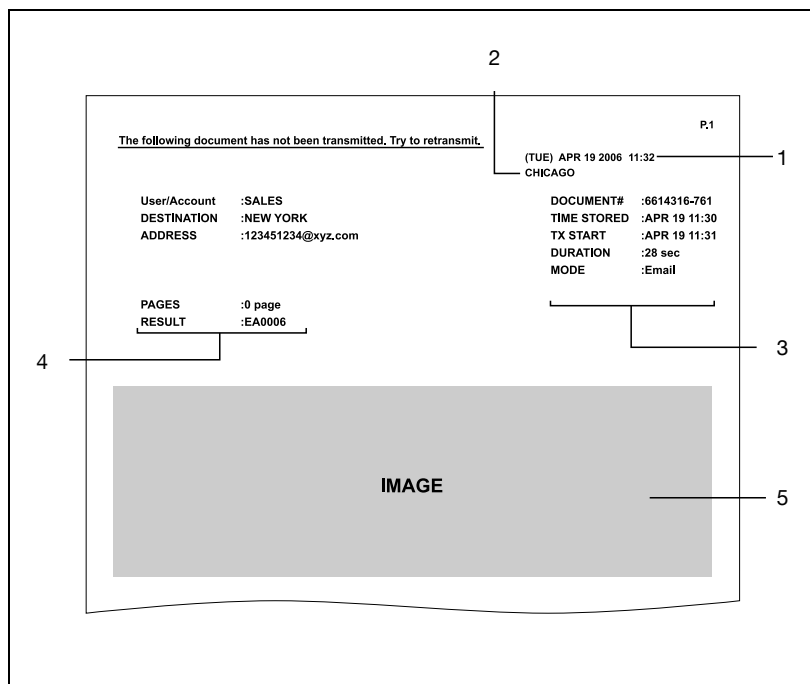 2
P.1
The following document has not been transmitted. Try to retransmit.
(TUE) APR 19 2006 11:32
1
CHICAGO
User/Account :SALES
DESTINATION :NEW YORK
ADDRESS :123451234@xyz.com
DOCUMENT# :6614316-761
TIME STORED :APR 19 11:30
TX START :APR 19 11:31
DURATION :28 sec
MODE :Email
PAGES :0 page
RESULT :EA0006
4
3
IMAGE
5